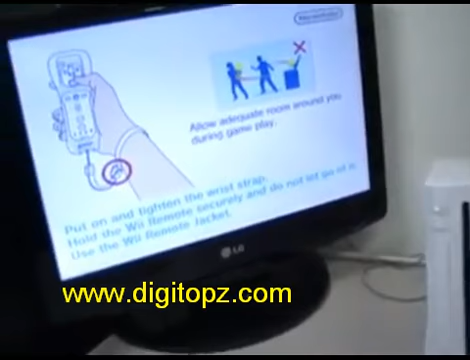 Allow adequate room around you
during game play.
Put on and tighten the wrist strap.
Hold the Wii Remote securely and do not let go of it.
Use the Wii Remote Jacket.
LG
www.digitopz.com